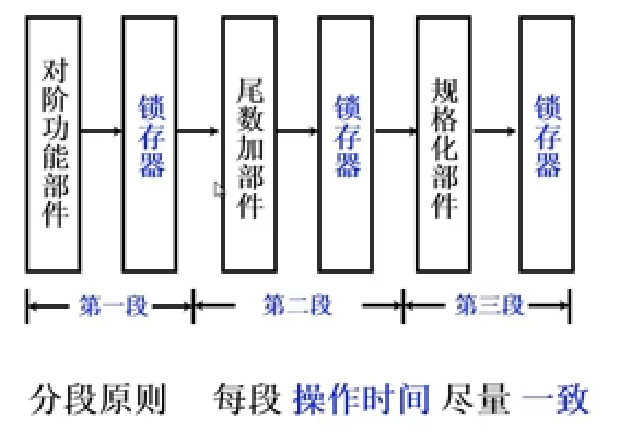 对阶功能部件
锁存器
尾数加部件
锁存器
规格化部件
锁存器
第一段 第二段 第三段
分段原则 每段 操作时间 尽量 一致